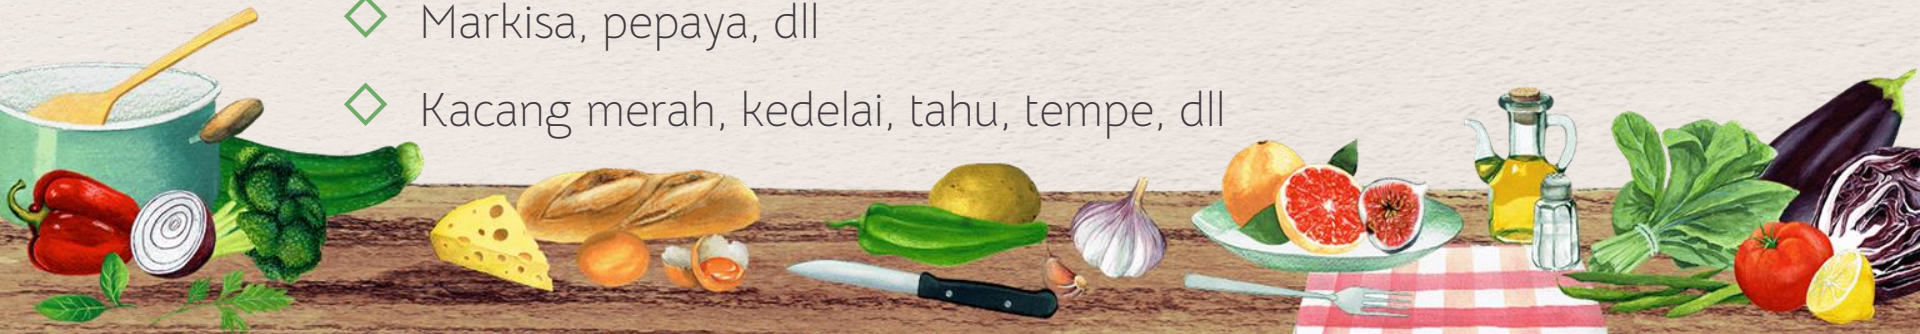 Markisa, pepaya, dll
Kacang merah, kedelai, tahu, tempe, dll